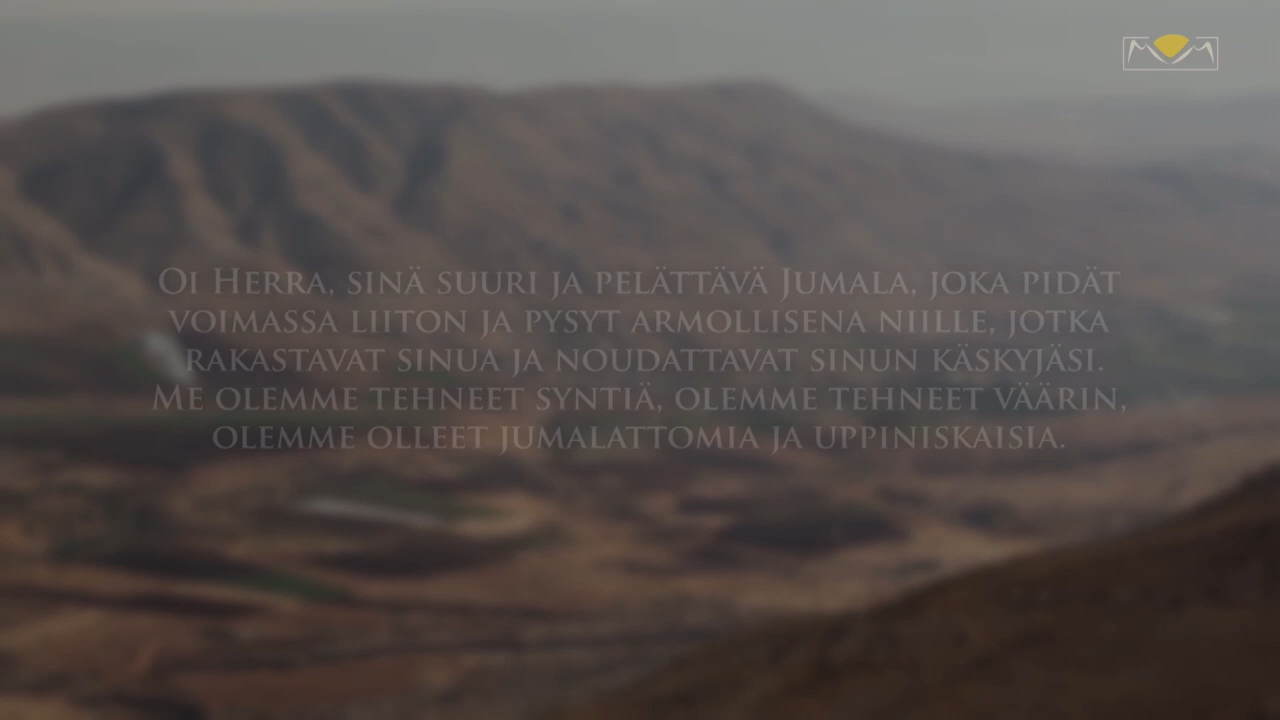 Oi Herra, sinä suuri ja pelättävä Jumala, joka pidät
voimassa liiton ja pysyt armollisena niille, jotka
rakastavat sinua ja noudattavat sinun käskyjäsi.
Me olemme tehneet syntiä, olemme tehneet väärin,
olemme olleet jumalattomia ja uppiniskaisia.